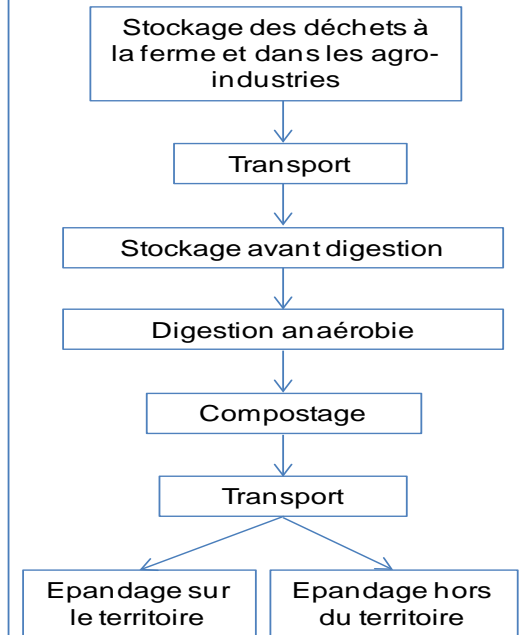 Stockage des déchets à
la ferme et dans les agro-
industries
Transport
Stockage avant digestion
Digestion anaérobie
Compostage
Transport
Epandage sur
le territoire
Epandage hors
du territoire